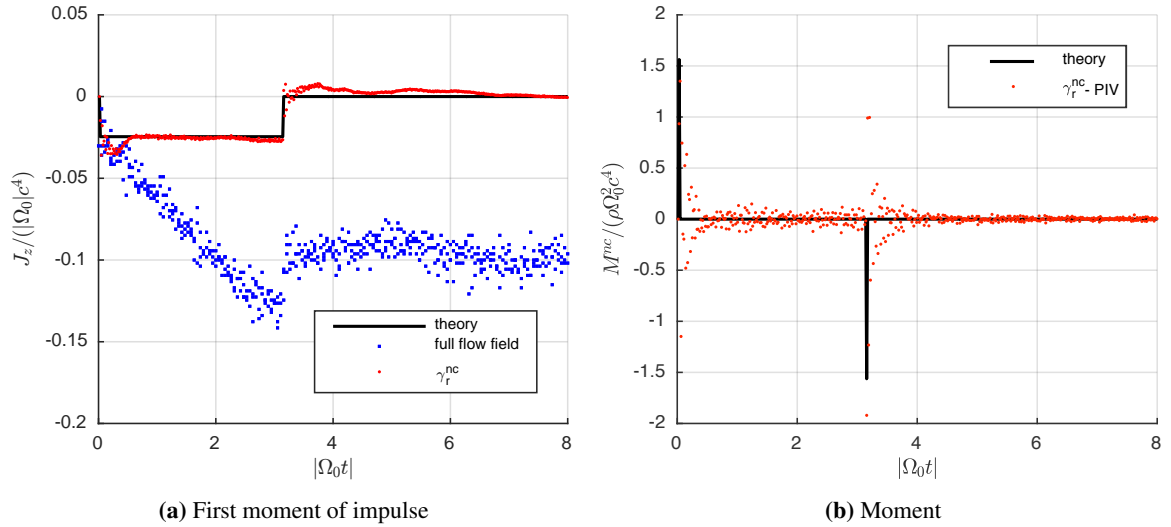 0.05
0
-0.05
-0.1
-0.15
-0.2
J_z/(|Ω_0|c^4)
theory
full flow field
γ_r^nc
0 2 4 6 8
|Ω_0t|
(a) First moment of impulse
2
1.5
1
0.5
0
-0.5
-1
-1.5
-2
M^nc/(ρΩ_0^2c^4)
theory
γ_r^nc- PIV
0 2 4 6 8
|Ω_0t|
(b) Moment